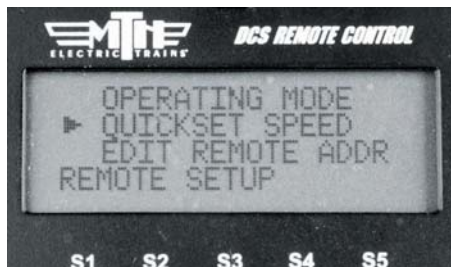 MTH DCS REMOTE CONTROL
ELECTRIC TRAINS®
OPERATING MODE
QUICKSET SPEED
EDIT REMOTE ADDR
REMOTE SETUP
S1 S2 S3 S4 S5